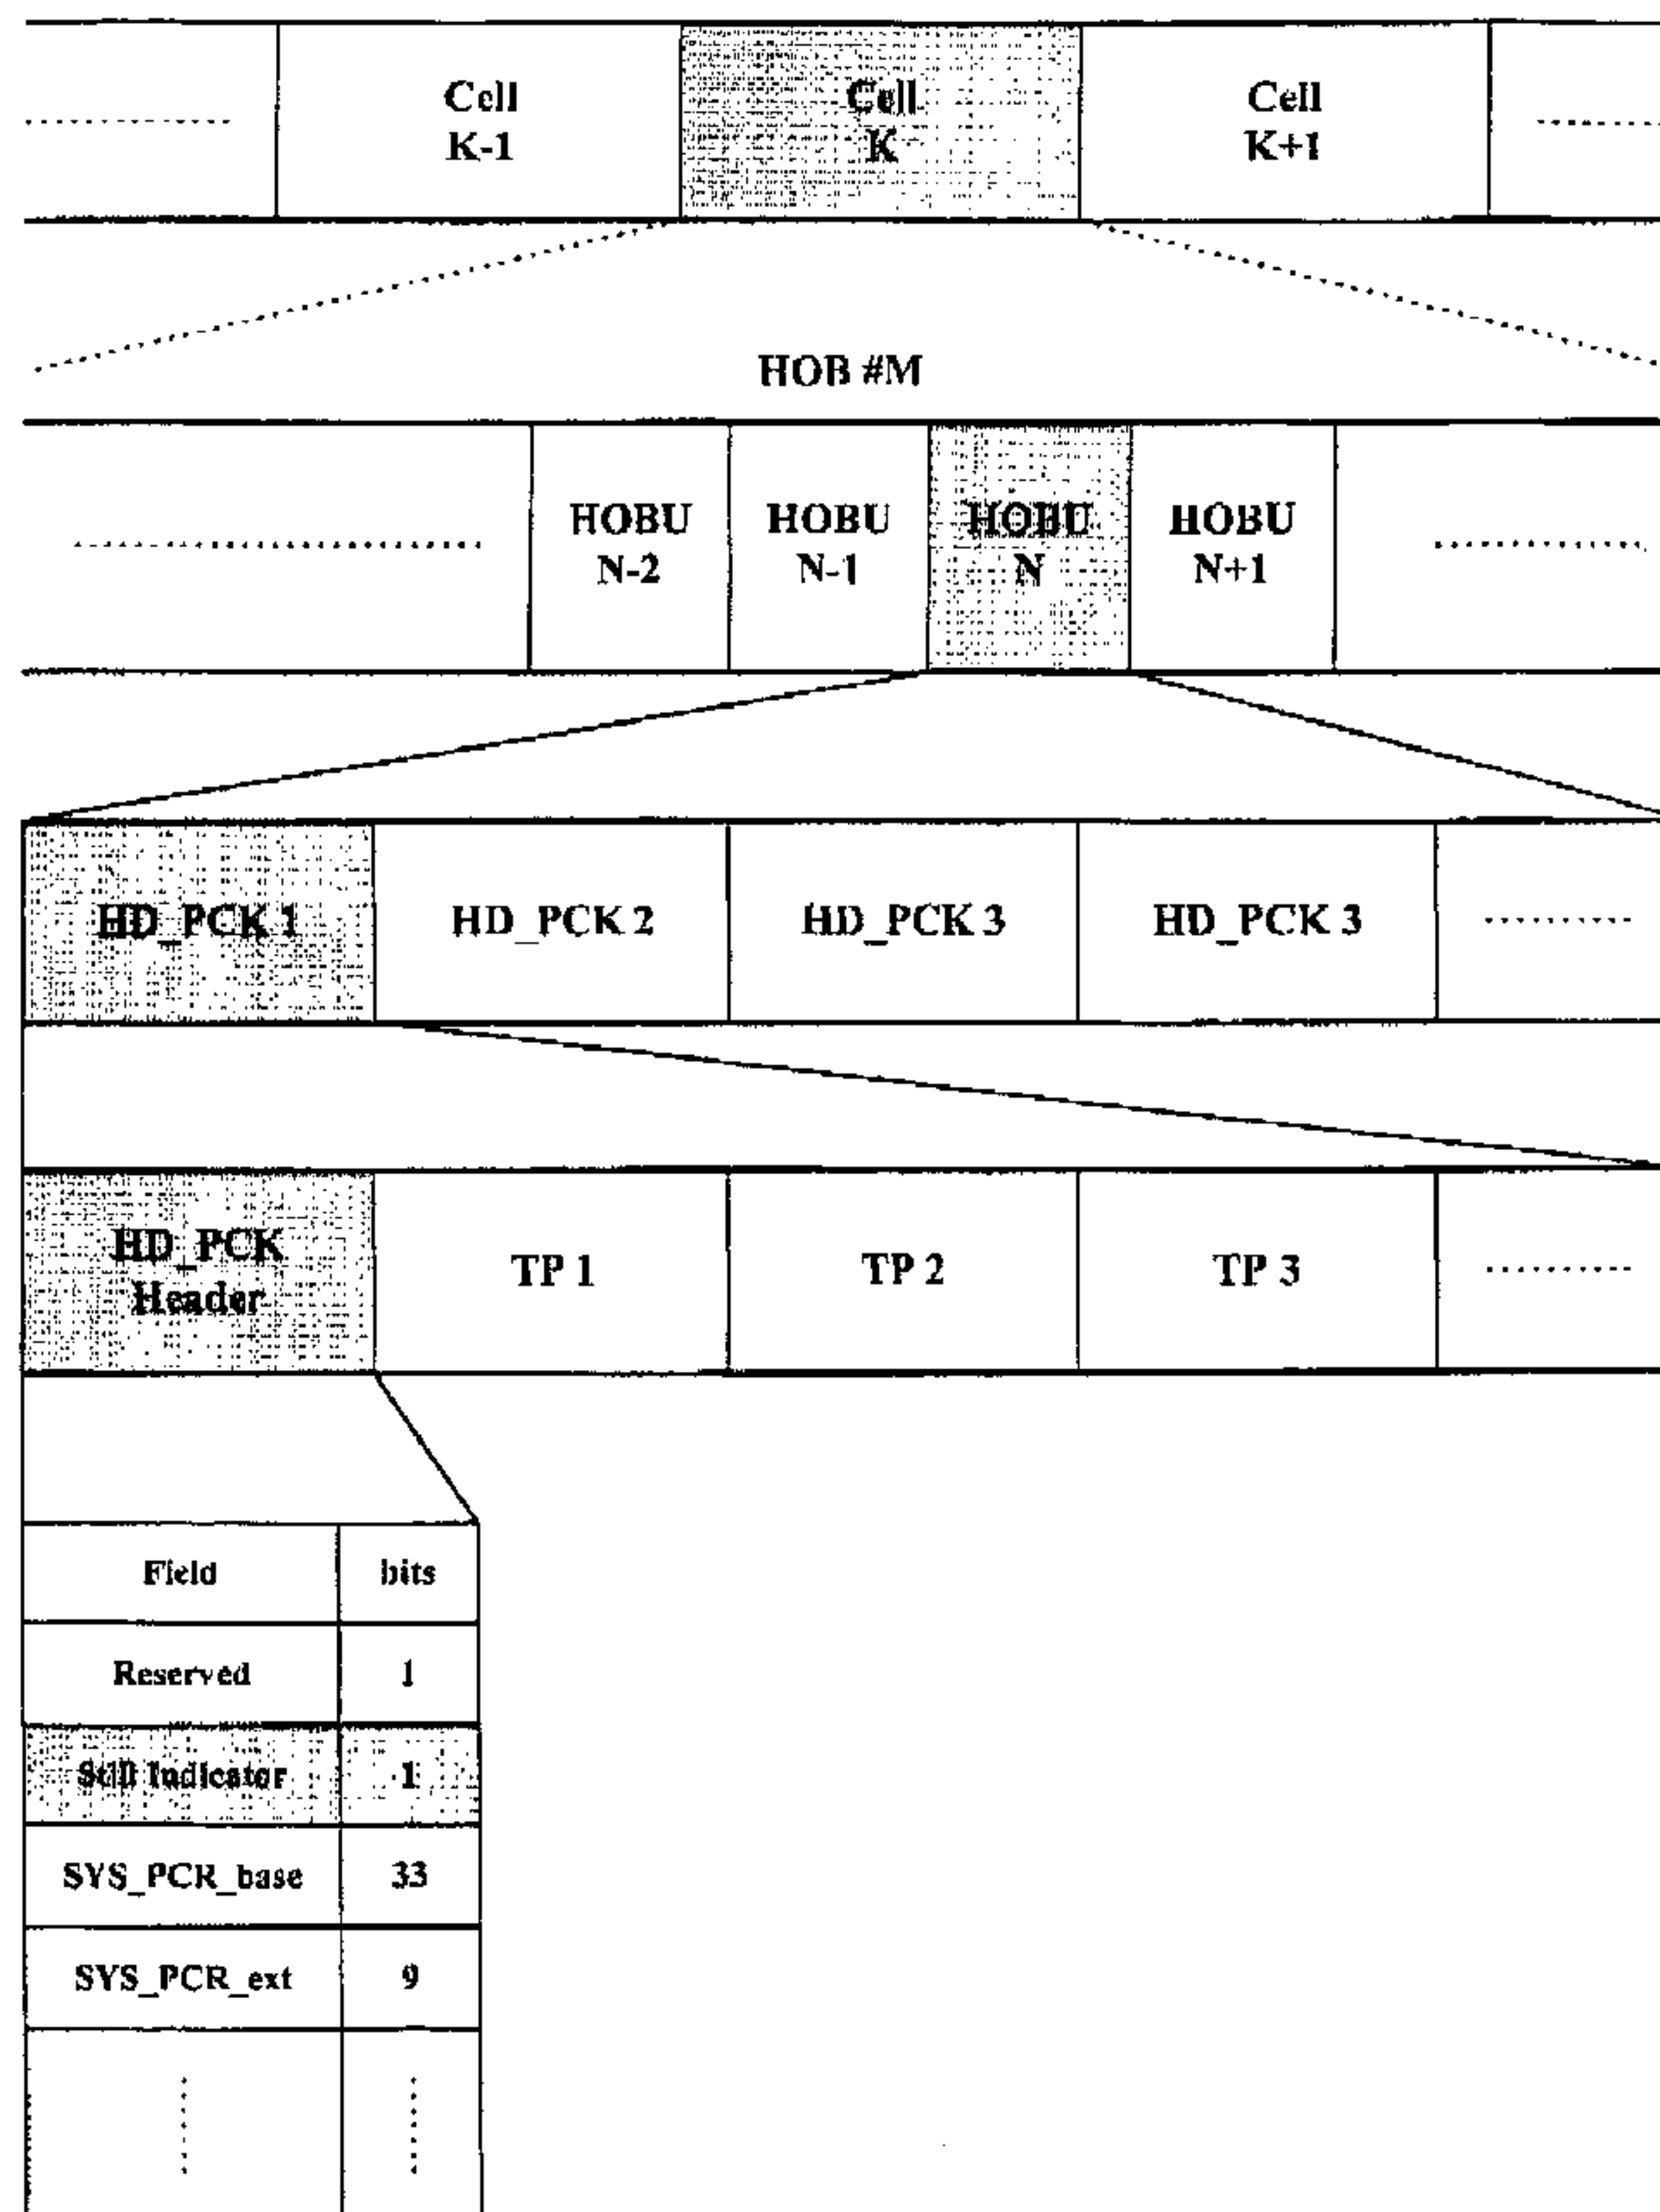 Cell
K-1
Cell
K
Cell
K+1
HOB #M
HOBU
N-2
HOBU
N-1
HOBU
N
HOBU
N+1
HD_PCK 1
HD_PCK 2
HD_PCK 3
HD_PCK 3
HD_PCK
Header
TP 1
TP 2
TP 3
Field bits
Reserved 1
Still Indicator 1
SYS_PCR_base 33
SYS_PCR_ext 9